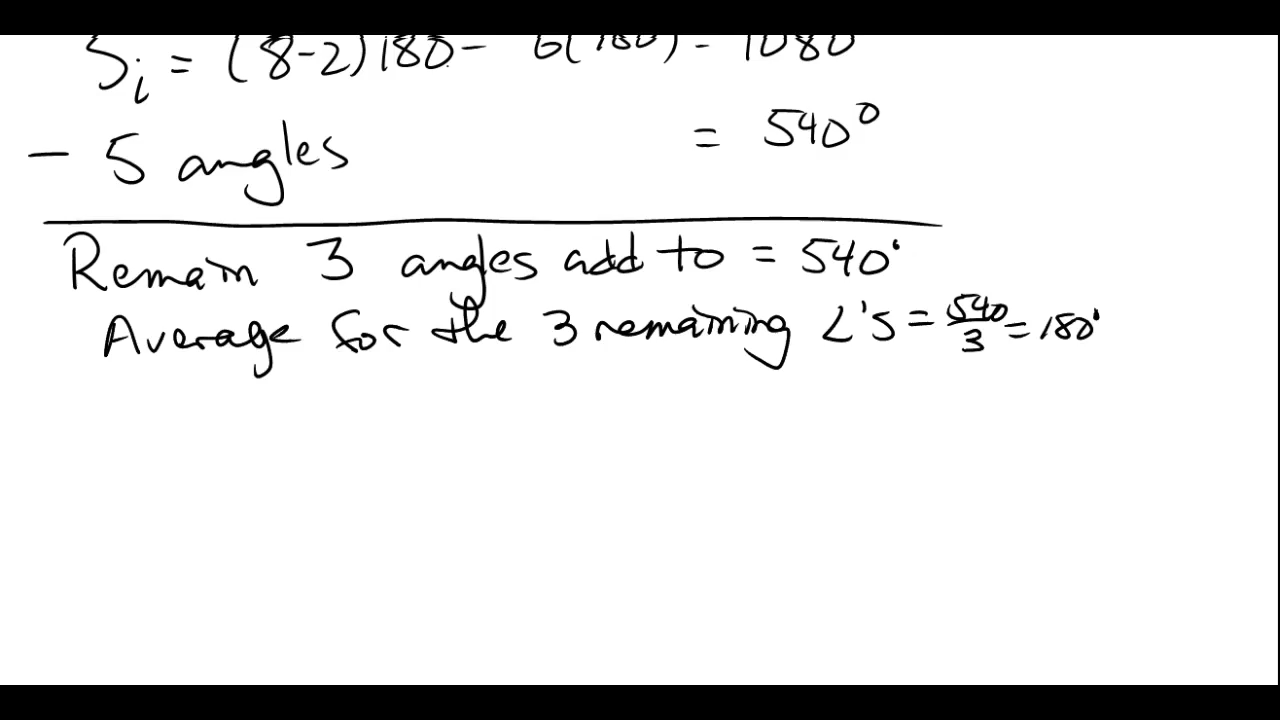 Si = (8-2)180 = 6(180) = 1080
- 5 angles = 540°
Remain 3 angles add to = 540°
Average for the 3 remaining ∠'s = 540/3 = 180°